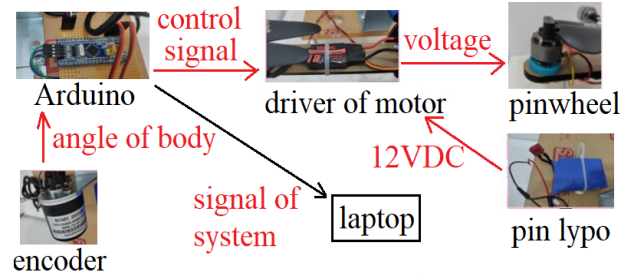 control
signal
voltage
Arduino
driver of motor
pinwheel
angle of body
12VDC
signal of
system
laptop
encoder
pin lypo